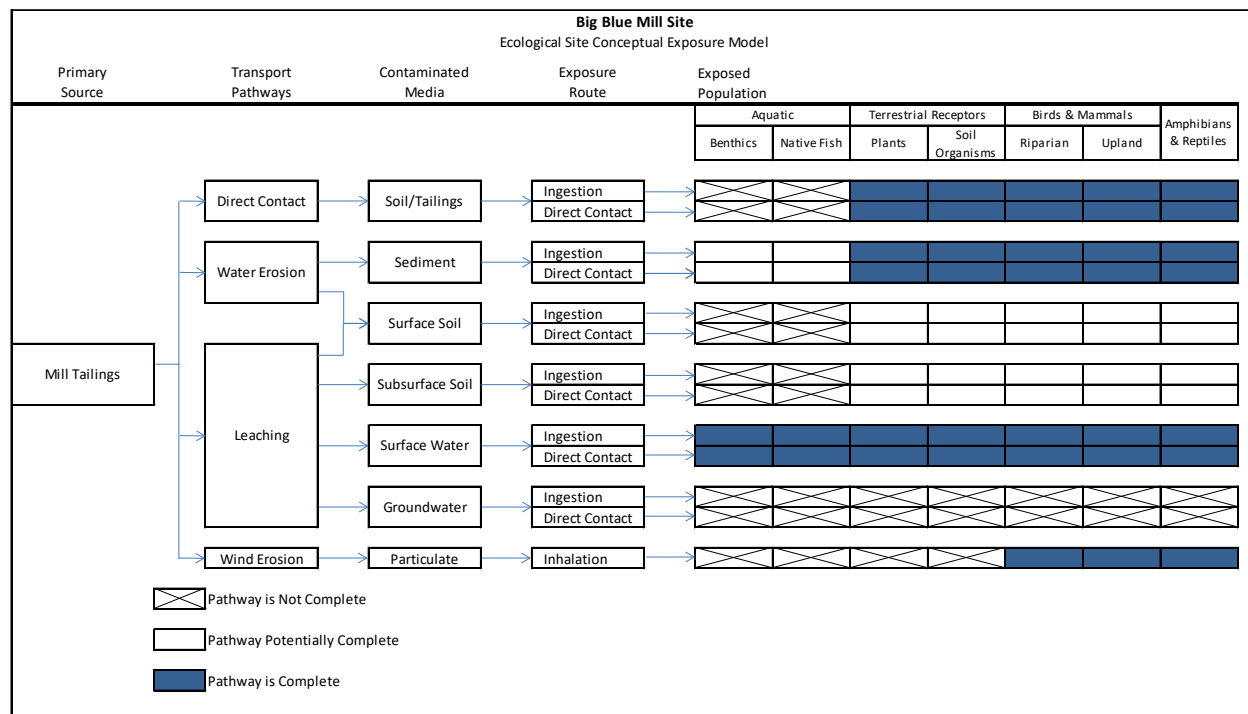 Big Blue Mill Site
Ecological Site Conceptual Exposure Model
Primary
Source
Transport
Pathways
Contaminated
Media
Exposure
Route
Exposed
Population
Aquatic
Terrestrial Receptors
Birds & Mammals
Amphibians
& Reptiles
Benthics
Native Fish
Plants
Soil
Organisms
Riparian
Upland
Direct Contact
Soil/Tailings
Ingestion
Direct Contact
Water Erosion
Sediment
Ingestion
Direct Contact
Surface Soil
Ingestion
Direct Contact
Mill Tailings
Leaching
Subsurface Soil
Ingestion
Direct Contact
Surface Water
Ingestion
Direct Contact
Groundwater
Ingestion
Direct Contact
Wind Erosion
Particulate
Inhalation
Pathway is Not Complete
Pathway Potentially Complete
Pathway is Complete